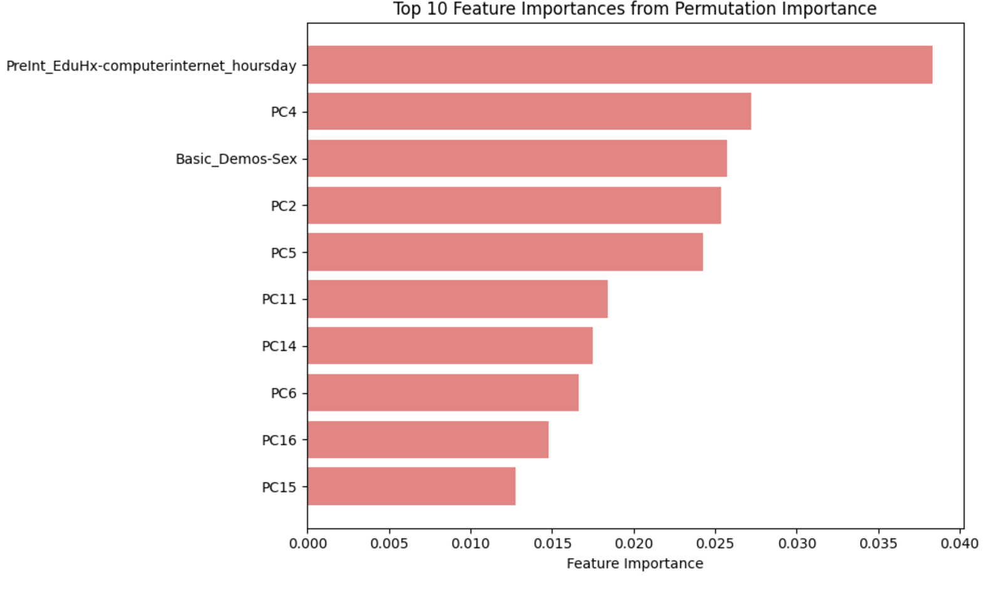 Top 10 Feature Importances from Permutation Importance
PreInt_EduHx-computerinternet_hoursday
PC4
Basic_Demos-Sex
PC2
PC5
PC11
PC14
PC6
PC16
PC15
0.000 0.005 0.010 0.015 0.020 0.025 0.030 0.035 0.040
Feature Importance